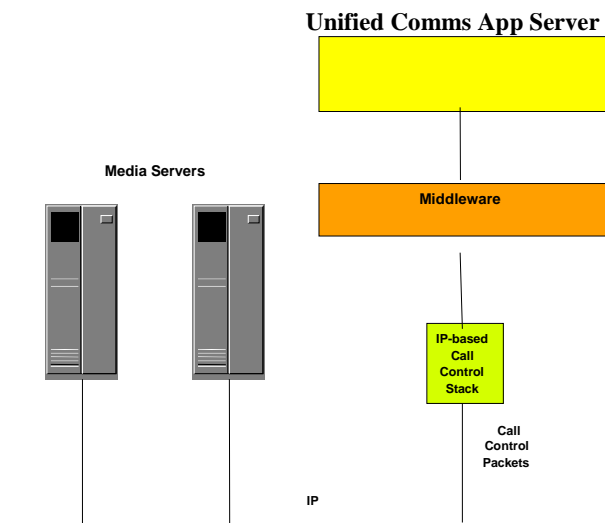 Unified Comms App Server
Media Servers
Middleware
IP-based
Call
Control
Stack
Call
Control
Packets
IP